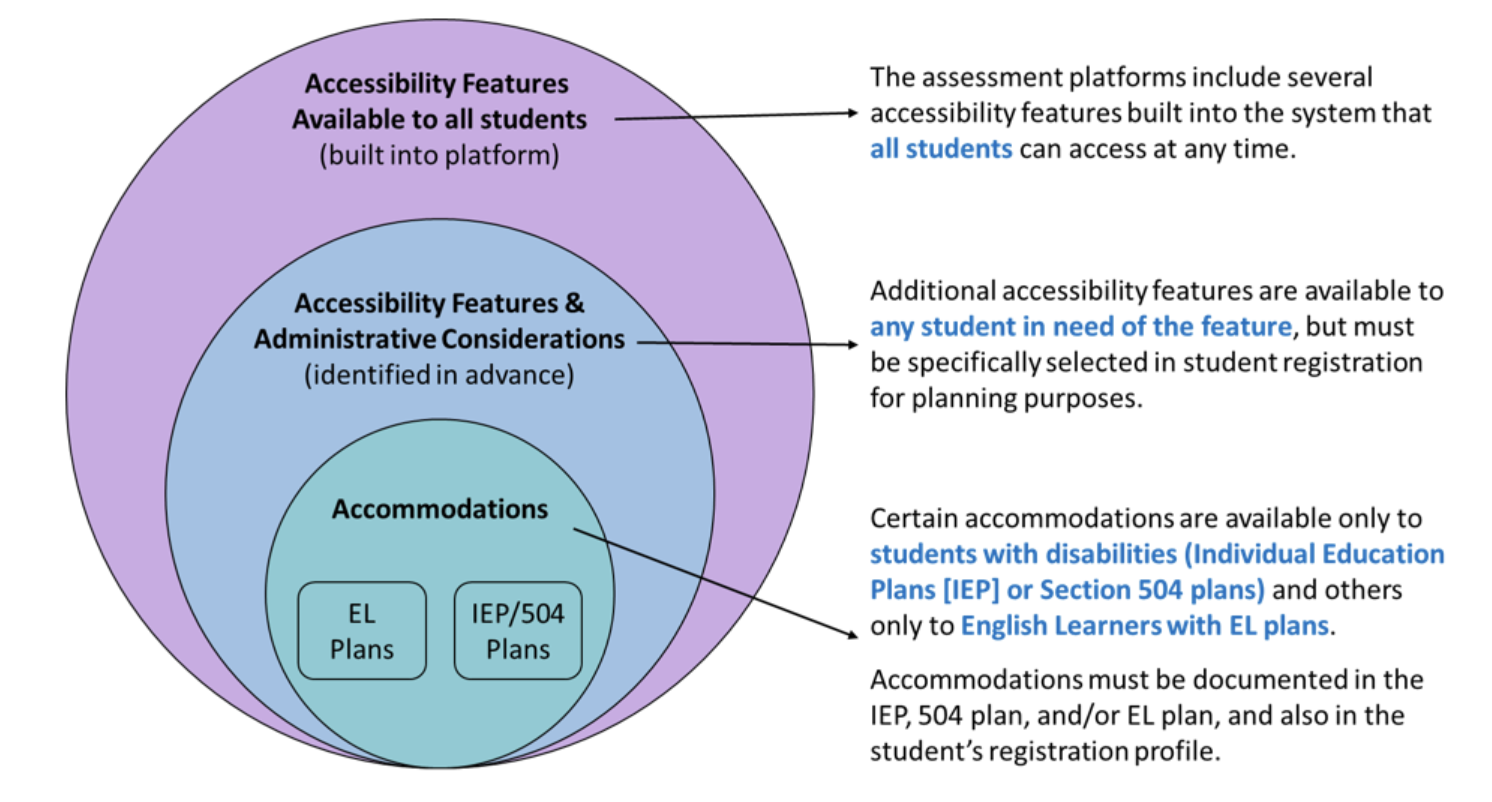 Accessibility Features
Available to all students
(built into platform)
The assessment platforms include several
accessibility features built into the system that
all students can access at any time.
Accessibility Features &
Administrative Considerations
(identified in advance)
Additional accessibility features are available to
any student in need of the feature, but must
be specifically selected in student registration
for planning purposes.
Accommodations
EL
Plans
IEP/504
Plans
Certain accommodations are available only to
students with disabilities (Individual Education
Plans [IEP] or Section 504 plans) and others
only to English Learners with EL plans.
Accommodations must be documented in the
IEP, 504 plan, and/or EL plan, and also in the
student’s registration profile.